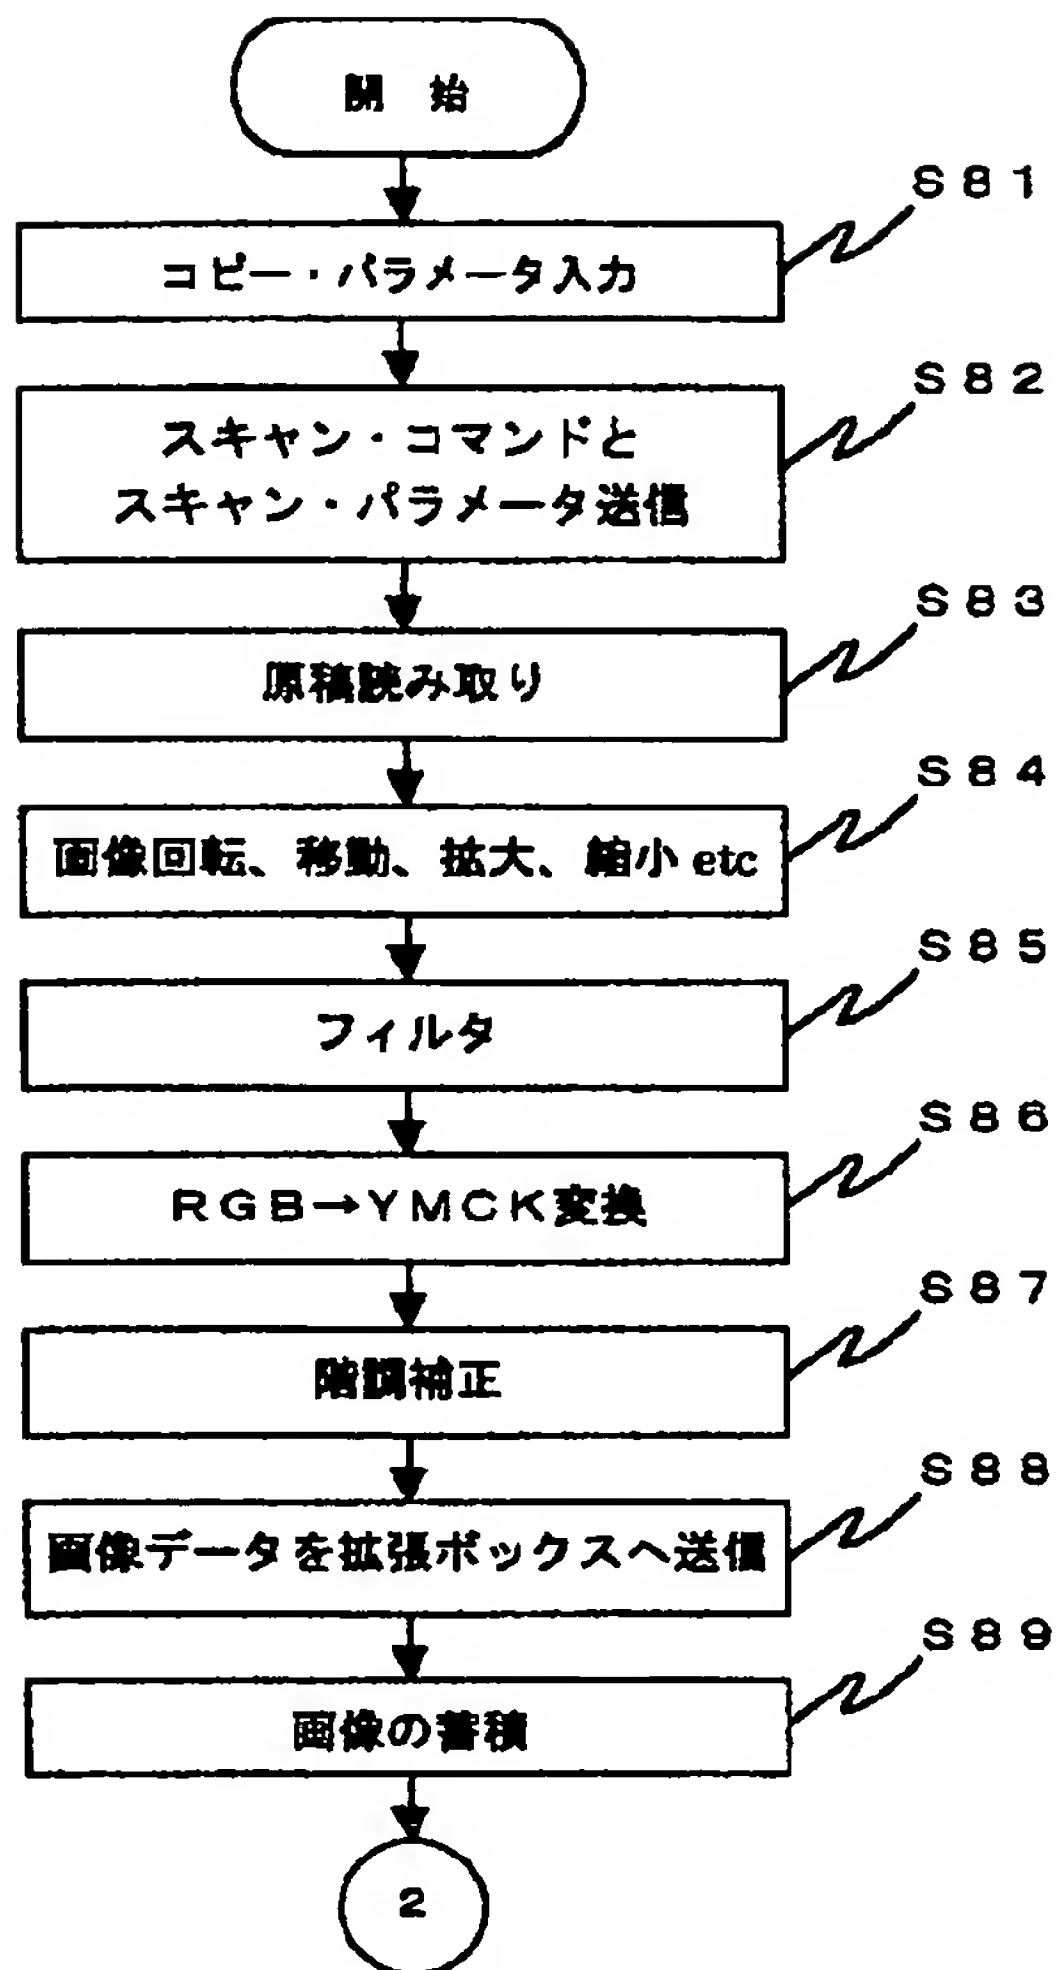 開 始
S81
コピー・パラメータ入力
S82
スキャン・コマンドと
スキャン・パラメータ送信
S83
原稿読み取り
S84
画像回転、移動、拡大、縮小 etc
S85
フィルタ
S86
RGB→YMCK変換
S87
階調補正
S88
画像データを拡張ボックスへ送信
S89
画像の蓄積
2